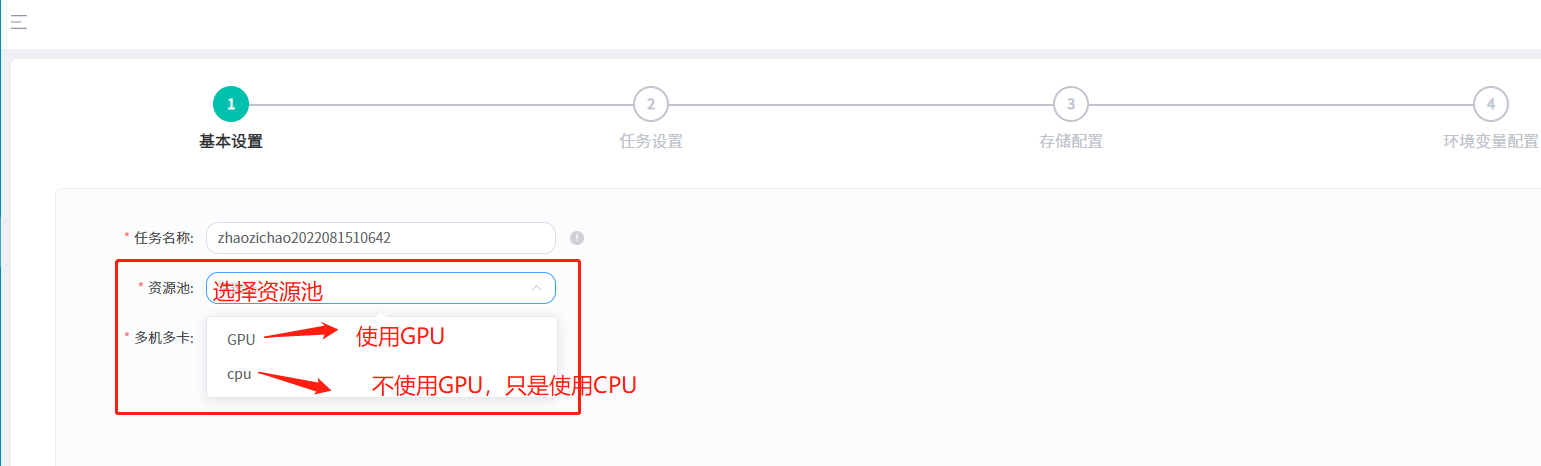 1
2
3
4
基本设置
任务设置
存储配置
环境变量配置
* 任务名称: zhaozichao2022081510642 !
* 资源池: 选择资源池
* 多机多卡:
GPU 使用GPU
cpu 不使用GPU，只是使用CPU